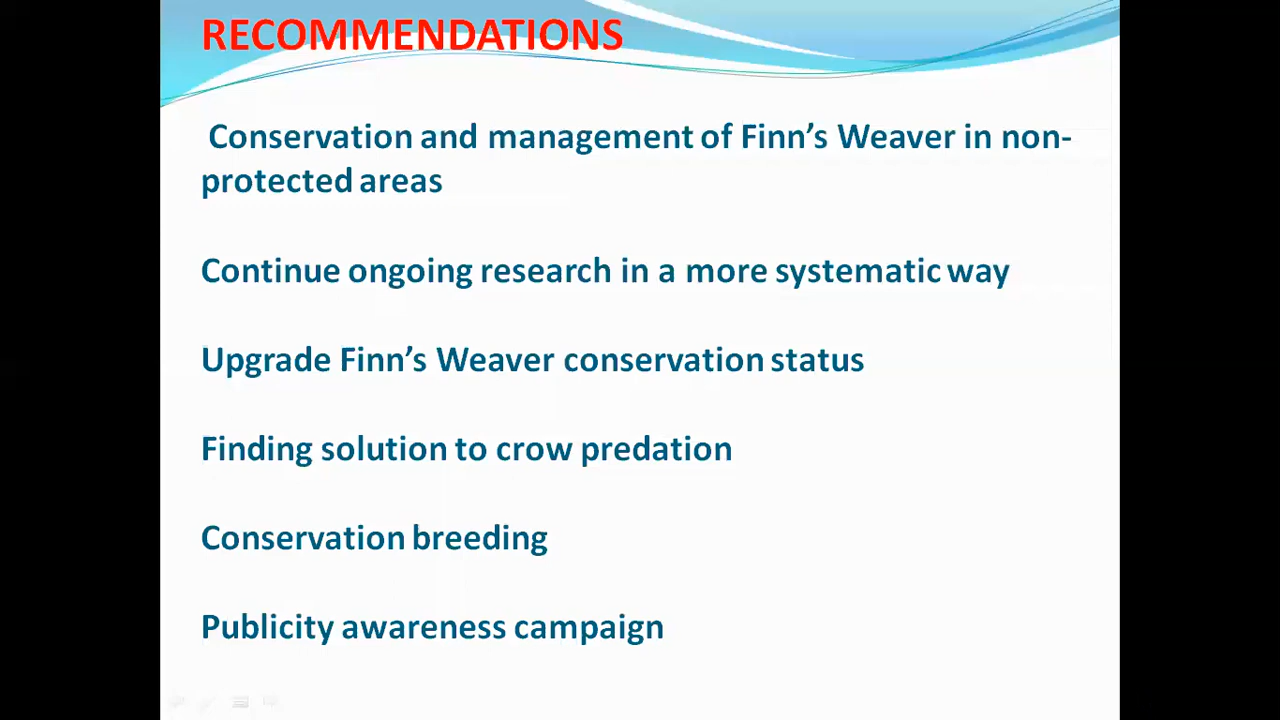 RECOMMENDATIONS
Conservation and management of Finn’s Weaver in non-
protected areas
Continue ongoing research in a more systematic way
Upgrade Finn’s Weaver conservation status
Finding solution to crow predation
Conservation breeding
Publicity awareness campaign